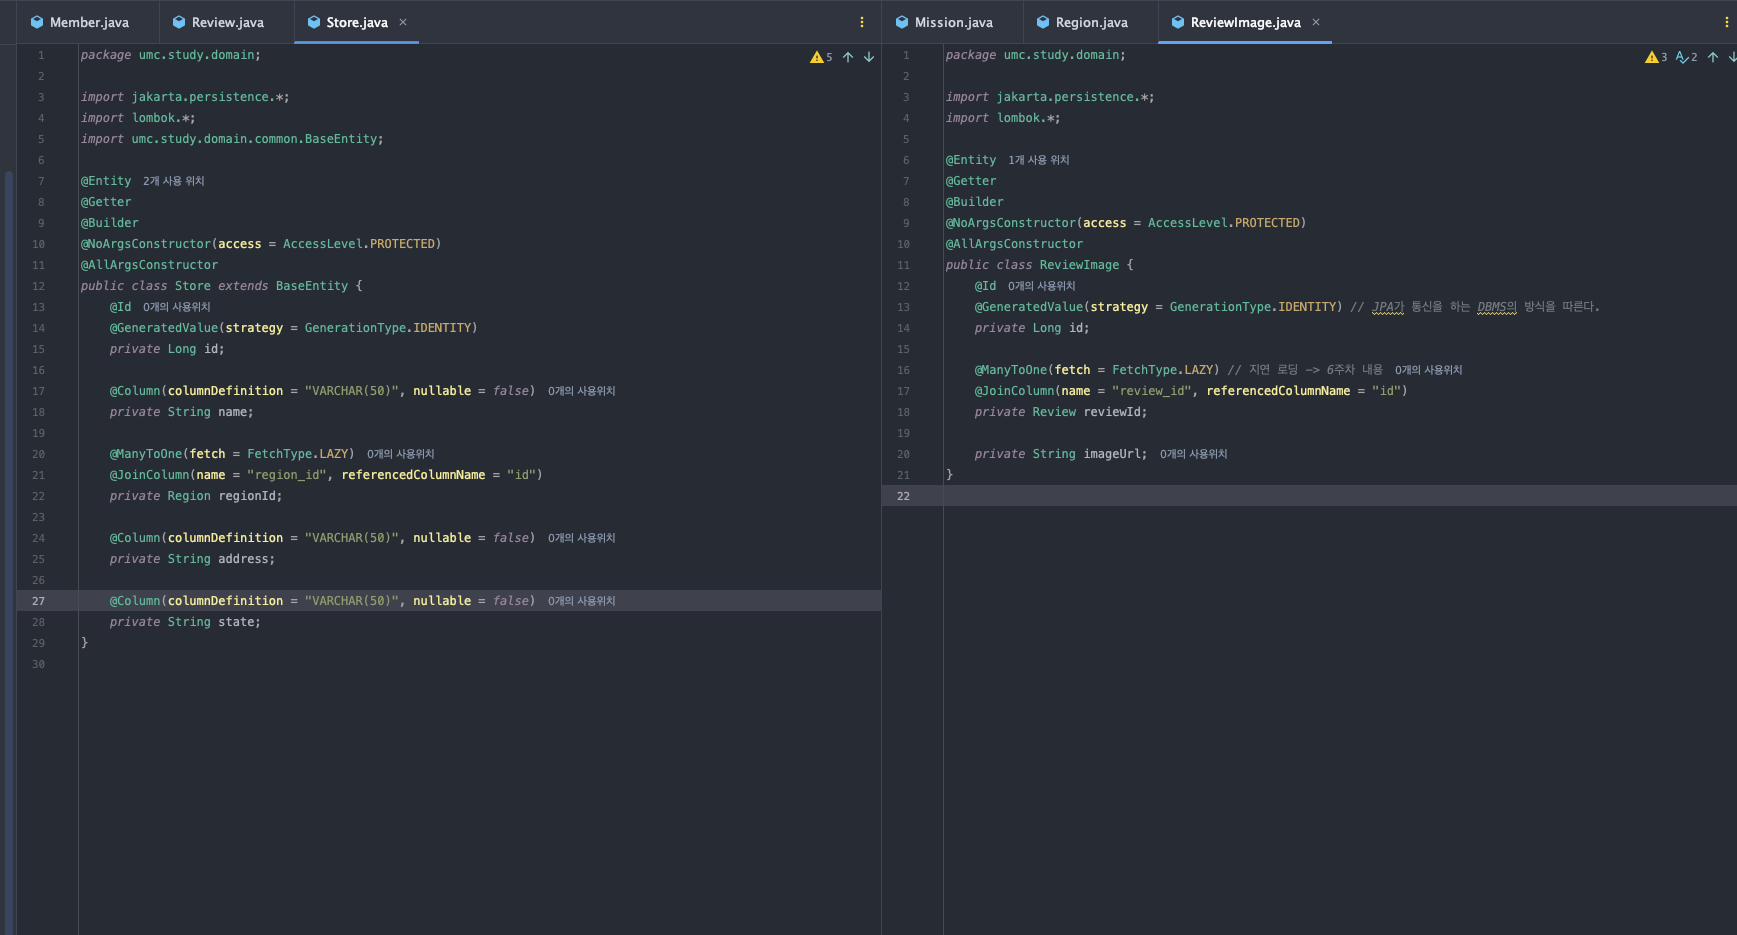 Member.java
Review.java
Store.java
5
1 package umc.study.domain;
2
3 import jakarta.persistence.*;
4 import lombok.*;
5 import umc.study.domain.common.BaseEntity;
6
7 @Entity 2개 사용 위치
8 @Getter
9 @Builder
10 @NoArgsConstructor(access = AccessLevel.PROTECTED)
11 @AllArgsConstructor
12 public class Store extends BaseEntity {
13 @Id 0개의 사용위치
14 @GeneratedValue(strategy = GenerationType.IDENTITY)
15 private Long id;
16
17 @Column(columnDefinition = "VARCHAR(50)", nullable = false) 0개의 사용위치
18 private String name;
19
20 @ManyToOne(fetch = FetchType.LAZY) 0개의 사용위치
21 @JoinColumn(name = "region_id", referencedColumnName = "id")
22 private Region regionId;
23
24 @Column(columnDefinition = "VARCHAR(50)", nullable = false) 0개의 사용위치
25 private String address;
26
27 @Column(columnDefinition = "VARCHAR(50)", nullable = false) 0개의 사용위치
28 private String state;
29 }
30
Mission.java
Region.java
ReviewImage.java
3 2
1 package umc.study.domain;
2
3 import jakarta.persistence.*;
4 import lombok.*;
5
6 @Entity 1개 사용 위치
7 @Getter
8 @Builder
9 @NoArgsConstructor(access = AccessLevel.PROTECTED)
10 @AllArgsConstructor
11 public class ReviewImage {
12 @Id 0개의 사용위치
13 @GeneratedValue(strategy = GenerationType.IDENTITY) // JPA가 통신을 하는 DBMS의 방식을 따른다.
14 private Long id;
15
16 @ManyToOne(fetch = FetchType.LAZY) // 지연 로딩 -> 6주차 내용 0개의 사용위치
17 @JoinColumn(name = "review_id", referencedColumnName = "id")
18 private Review reviewId;
19
20 private String imageUrl; 0개의 사용위치
21 }
22